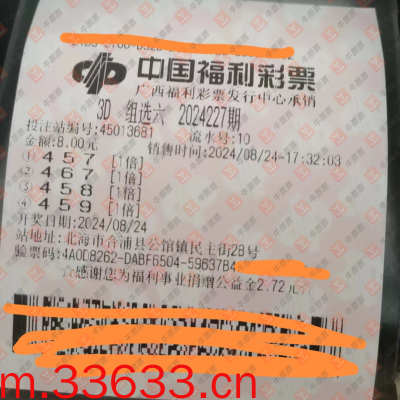 中国福利彩票
广西福利彩票发行中心承销
3D 组选六 2024227期
投注站编号:45013681 流水号:10
金额:8.00元 销售时间:2024/08/24-17:32:03
① 4 5 7 [1倍]
② 4 6 7 [1倍]
③ 4 5 8 [1倍]
④ 4 5 9 [1倍]
开奖日期:2024/08/24
站地址:北海市合浦县公馆镇民主街28号
验票码:4A0D8262-DABF6504-59637B4
感谢您为福利事业捐赠公益金2.72元
m.33633.cn